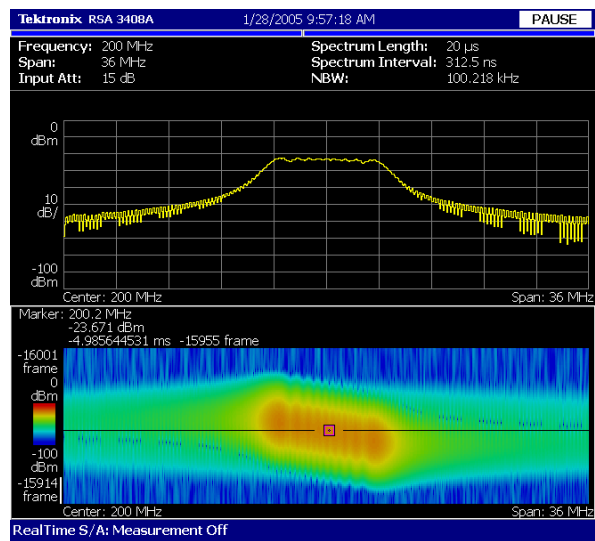 Tektronix RSA 3408A 1/28/2005 9:57:18 AM PAUSE
Frequency: 200 MHz Spectrum Length: 20 µs
Span: 36 MHz Spectrum Interval: 312.5 ns
Input Att: 15 dB NBW: 100.218 kHz
0
dBm
10
dB/
-100
dBm
Center: 200 MHz Span: 36 MHz
Marker: 200.2 MHz
-23.671 dBm
-4.985644531 ms -15955 frame
-16001
frame
0
dBm
-100
dBm
-15914
frame
Center: 200 MHz Span: 36 MHz
RealTime S/A: Measurement Off